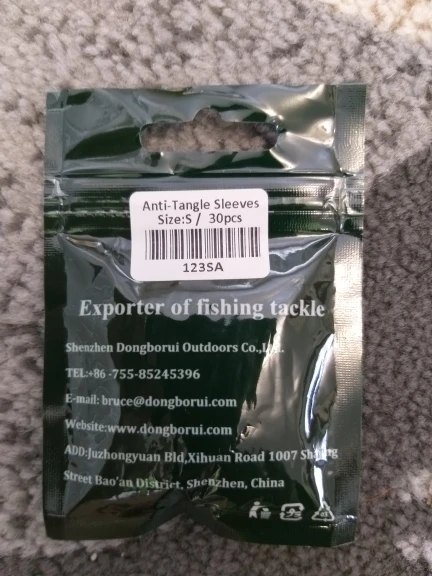 Anti-Tangle Sleeves
Size:S / 30pcs
123SA
Exporter of fishing tackle
Shenzhen Dongborui Outdoors Co.,
TEL:+86 -755-85245396
E-mail: bruce@dongborui.com
Website:www.dongborui.com
ADD:Juzhongyuan Bld,Xihuan Road 1007
Street Bao'an District, Shenzhen, China